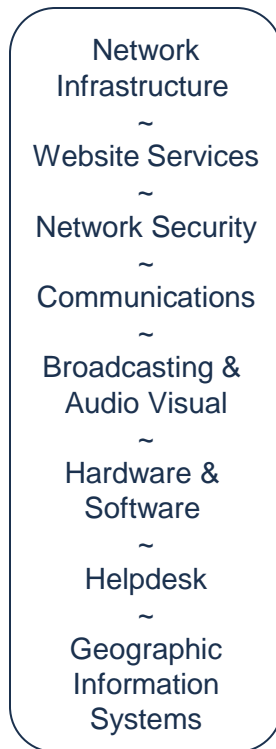 Network
Infrastructure
~
Website Services
~
Network Security
~
Communications
~
Broadcasting &
Audio Visual
~
Hardware &
Software
~
Helpdesk
~
Geographic
Information
Systems